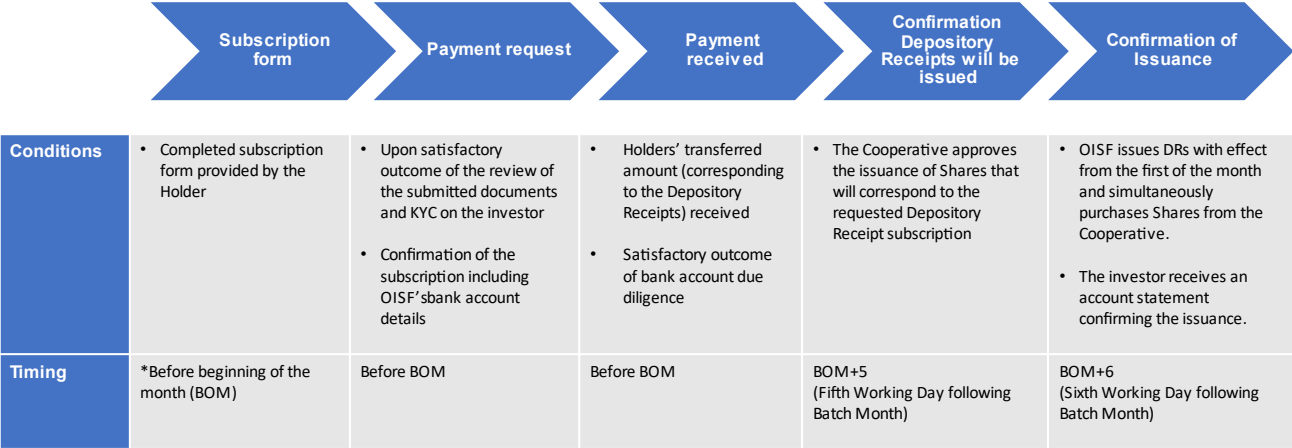 Subscription
form
Payment request
Payment
received
Confirmation
Depository
Receipts will be
issued
Confirmation of
Issuance
Conditions
• Completed subscription
form provided by the
Holder
• Upon satisfactory
outcome of the review of
the submitted documents
and KYC on the investor
• Confirmation of the
subscription including
OISF'sbank account
details
• Holders' transferred
amount (corresponding
to the Depository
Receipts) received
• Satisfactory outcome
of bank account due
diligence
• The Cooperative approves
the issuance of Shares that
will correspond to the
requested Depository
Receipt subscription
• OISF issues DRs with effect
from the first of the month
and simultaneously
purchases Shares from the
Cooperative.
• The investor receives an
account statement
confirming the issuance.
Timing
*Before beginning of the
month (BOM)
Before BOM
Before BOM
BOM+5
(Fifth Working Day following
Batch Month)
BOM+6
(Sixth Working Day following
Batch Month)